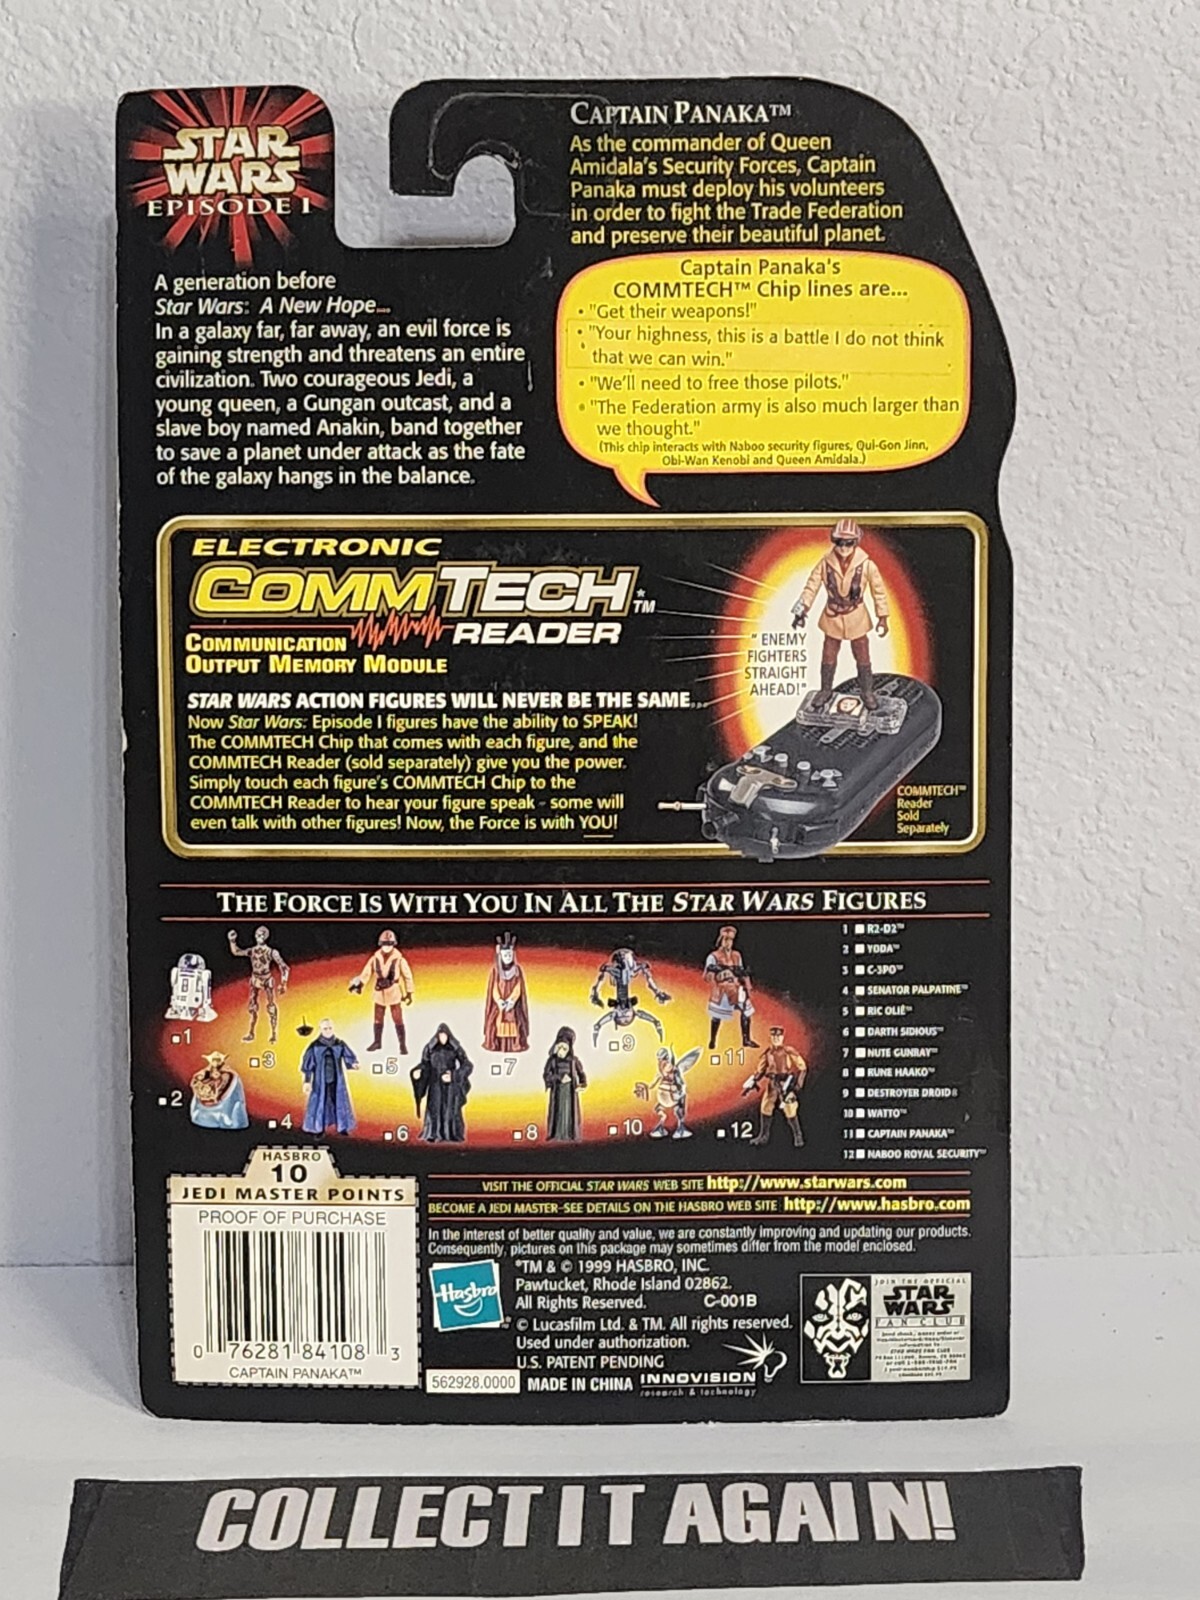 STAR
WARS
EPISODE I
CAPTAIN PANAKA™
As the commander of Queen
Amidala's Security Forces, Captain
Panaka must deploy his volunteers
in order to fight the Trade Federation
and preserve their beautiful planet.
A generation before
Star Wars: A New Hope...
In a galaxy far, far away, an evil force is
gaining strength and threatens an entire
civilization. Two courageous Jedi, a
young queen, a Gungan outcast, and a
slave boy named Anakin, band together
to save a planet under attack as the fate
of the galaxy hangs in the balance.
Captain Panaka's
COMMTECH™ Chip lines are...
• "Get their weapons!"
• "Your highness, this is a battle I do not think
that we can win."
• "We'll need to free those pilots."
• "The Federation army is also much larger than
we thought."
(This chip interacts with Naboo security figures, Qui-Gon Jinn,
Obi-Wan Kenobi and Queen Amidala.)
ELECTRONIC
COMMTECH™
READER
COMMUNICATION
OUTPUT MEMORY MODULE
STAR WARS ACTION FIGURES WILL NEVER BE THE SAME...
Now Star Wars: Episode I figures have the ability to SPEAK!
The COMMTECH Chip that comes with each figure, and the
COMMTECH Reader (sold separately) give you the power.
Simply touch each figure's COMMTECH Chip to the
COMMTECH Reader to hear your figure speak - some will
even talk with other figures! Now, the Force is with YOU!
" ENEMY
FIGHTERS
STRAIGHT
AHEAD!"
COMMTECH™
Reader
Sold
Separately
THE FORCE IS WITH YOU IN ALL THE STAR WARS FIGURES
1
2
3
4
5
6
7
8
9
10
11
12
1 R2-D2™
2 YODA™
3 C-3PO™
4 SENATOR PALPATINE™
5 RIC OLIÉ™
6 DARTH SIDIOUS™
7 NUTE GUNRAY™
8 RUNE HAAKO™
9 DESTROYER DROID®
10 WATTO™
11 CAPTAIN PANAKA™
12 NABOO ROYAL SECURITY™
HASBRO
10
JEDI MASTER POINTS
PROOF OF PURCHASE
0 76281 84108 3
CAPTAIN PANAKA™
VISIT THE OFFICIAL STAR WARS WEB SITE http://www.starwars.com
BECOME A JEDI MASTER-SEE DETAILS ON THE HASBRO WEB SITE http://www.hasbro.com
In the interest of better quality and value, we are constantly improving and updating our products.
Consequently, pictures on this package may sometimes differ from the model enclosed.
Hasbro
®
*TM & © 1999 HASBRO, INC.
Pawtucket, Rhode Island 02862.
All Rights Reserved. C-001B
© Lucasfilm Ltd. & TM. All rights reserved.
Used under authorization.
U.S. PATENT PENDING
562928.0000 MADE IN CHINA
INNOVISION
research & technology
JOIN THE OFFICIAL
STAR
WARS
FAN CLUB
COLLECT IT AGAIN!